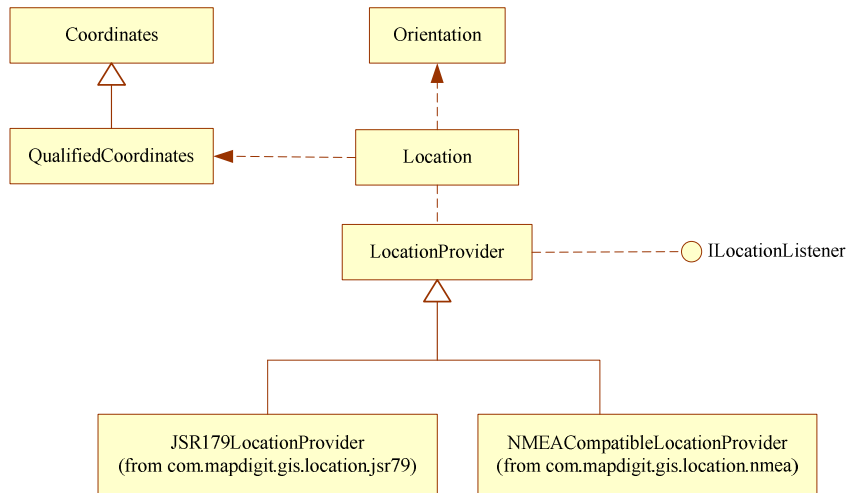 Coordinates
Orientation
QualifiedCoordinates
Location
LocationProvider
ILocationListener
JSR179LocationProvider
(from com.mapdigit.gis.location.jsr79)
NMEACompatibleLocationProvider
(from com.mapdigit.gis.location.nmea)